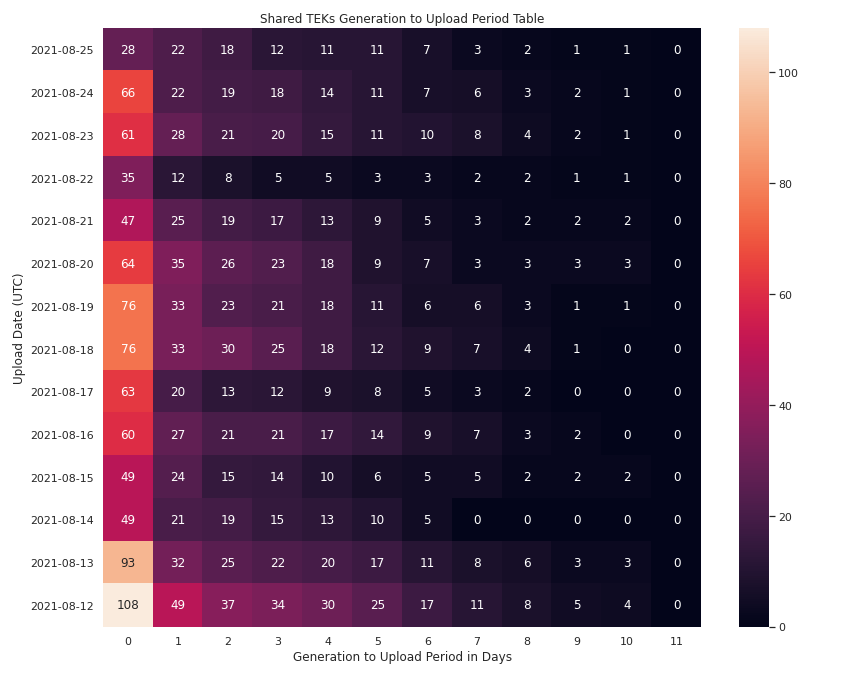 Shared TEKs Generation to Upload Period Table
Upload Date (UTC)
2021-08-25 28 22 18 12 11 11 7 3 2 1 1 0
2021-08-24 66 22 19 18 14 11 7 6 3 2 1 0
2021-08-23 61 28 21 20 15 11 10 8 4 2 1 0
2021-08-22 35 12 8 5 5 3 3 2 2 1 1 0
2021-08-21 47 25 19 17 13 9 5 3 2 2 2 0
2021-08-20 64 35 26 23 18 9 7 3 3 3 3 0
2021-08-19 76 33 23 21 18 11 6 6 3 1 1 0
2021-08-18 76 33 30 25 18 12 9 7 4 1 0 0
2021-08-17 63 20 13 12 9 8 5 3 2 0 0 0
2021-08-16 60 27 21 21 17 14 9 7 3 2 0 0
2021-08-15 49 24 15 14 10 6 5 5 2 2 2 0
2021-08-14 49 21 19 15 13 10 5 0 0 0 0 0
2021-08-13 93 32 25 22 20 17 11 8 6 3 3 0
2021-08-12 108 49 37 34 30 25 17 11 8 5 4 0
0 1 2 3 4 5 6 7 8 9 10 11
Generation to Upload Period in Days
100
80
60
40
20
0